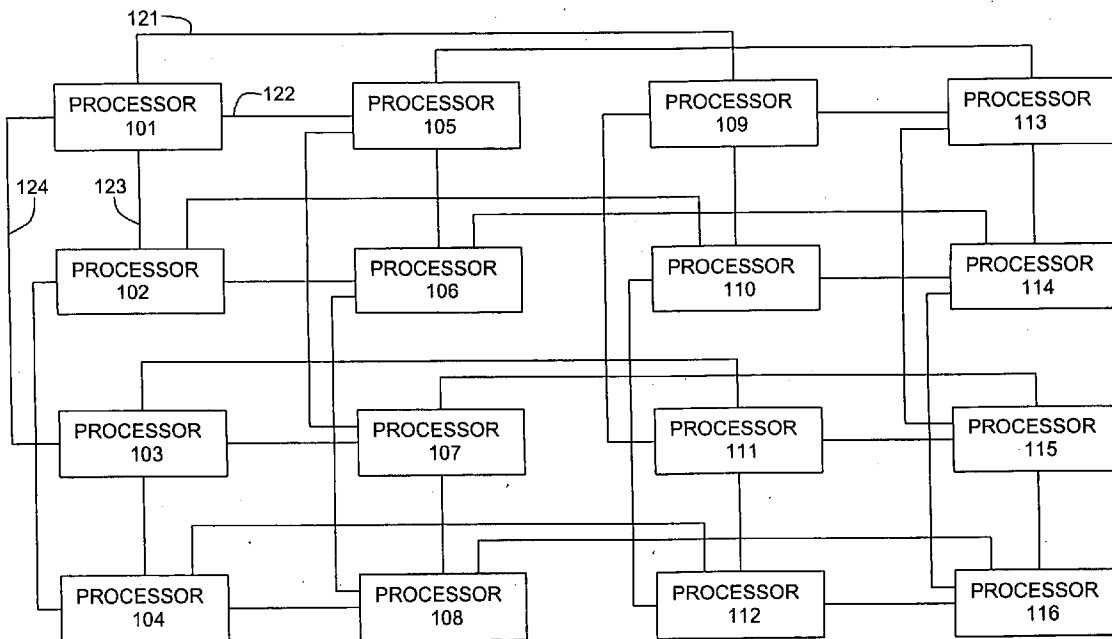 121
PROCESSOR
101
122
PROCESSOR
105
PROCESSOR
109
PROCESSOR
113
124
123
PROCESSOR
102
PROCESSOR
106
PROCESSOR
110
PROCESSOR
114
PROCESSOR
103
PROCESSOR
107
PROCESSOR
111
PROCESSOR
115
PROCESSOR
104
PROCESSOR
108
PROCESSOR
112
PROCESSOR
116